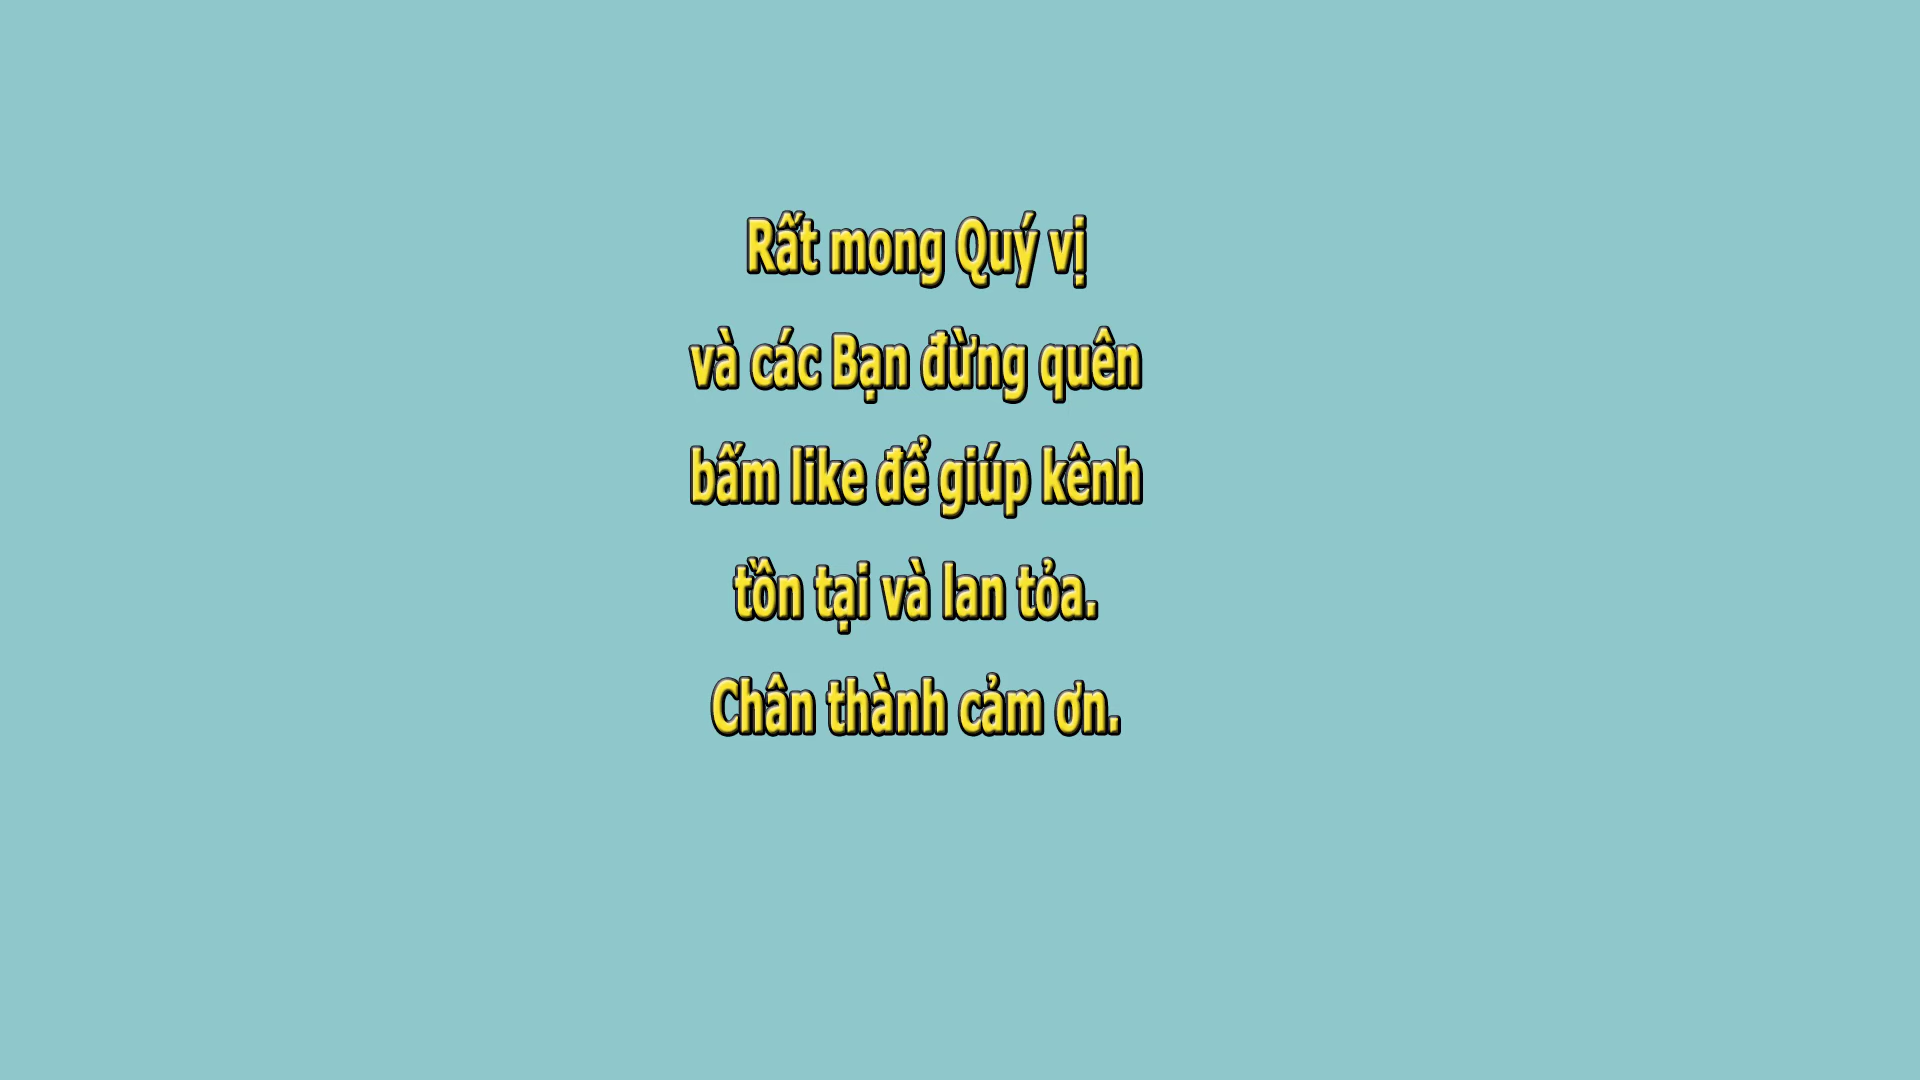 Rất mong Quý vị
và các Bạn đừng quên
bấm like để giúp kênh
tồn tại và lan tỏa.
Chân thành cảm ơn.